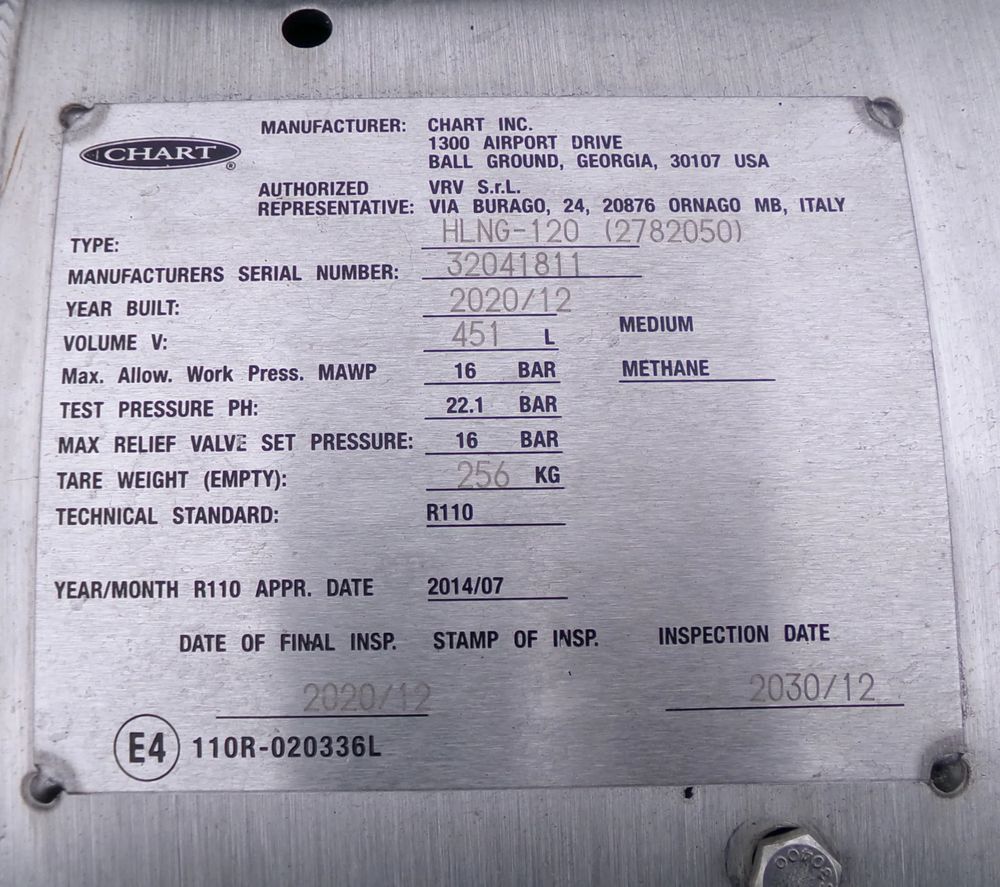 CHART ®
MANUFACTURER: CHART INC.
1300 AIRPORT DRIVE
BALL GROUND, GEORGIA, 30107 USA
AUTHORIZED REPRESENTATIVE: VRV S.r.L.
VIA BURAGO, 24, 20876 ORNAGO MB, ITALY
TYPE: HLNG-120 (2782050)
MANUFACTURERS SERIAL NUMBER: 32041811
YEAR BUILT: 2020/12
VOLUME V: 451 L
MEDIUM
Max. Allow. Work Press. MAWP 16 BAR
METHANE
TEST PRESSURE PH: 22.1 BAR
MAX RELIEF VALVE SET PRESSURE: 16 BAR
TARE WEIGHT (EMPTY): 256 KG
TECHNICAL STANDARD: R110
YEAR/MONTH R110 APPR. DATE 2014/07
DATE OF FINAL INSP. STAMP OF INSP. INSPECTION DATE
2020/12 2030/12
E4 110R-020336L